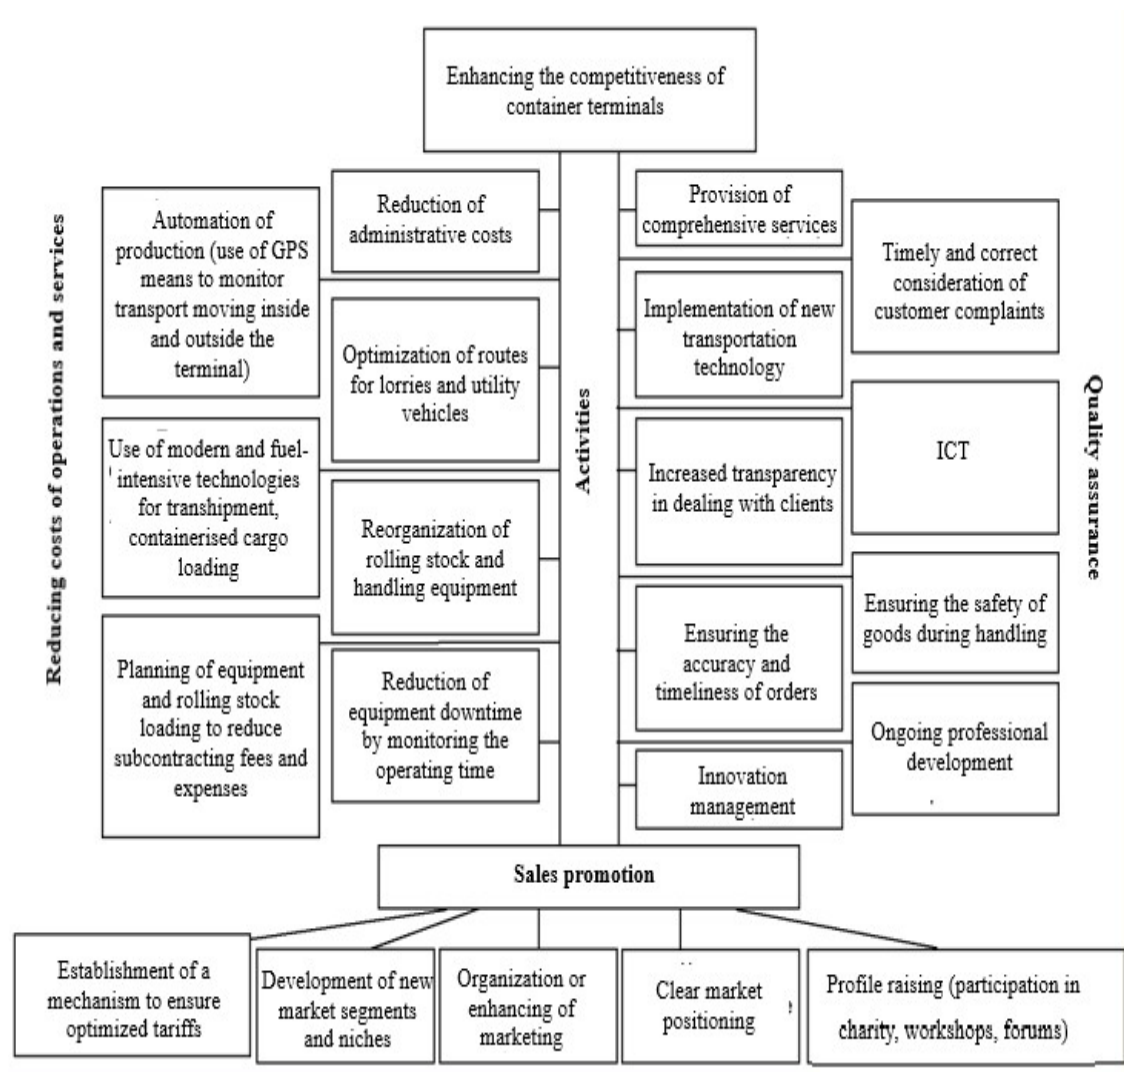 Enhancing the competitiveness of
container terminals
Reducing costs of operations and services
Automation of
production (use of GPS
means to monitor
transport moving inside
and outside the
terminal)
Use of modern and fuel-
intensive technologies
for transhipment,
containerised cargo
loading
Planning of equipment
and rolling stock
loading to reduce
subcontracting fees and
expenses
Reduction of
administrative costs
Optimization of routes
for lorries and utility
vehicles
Reorganization of
rolling stock and
handling equipment
Reduction of
equipment downtime
by monitoring the
operating time
Activities
Provision of
comprehensive services
Implementation of new
transportation
technology
Increased transparency
in dealing with clients
Ensuring the
accuracy and
timeliness of orders
Innovation
management
Timely and correct
consideration of
customer complaints
ICT
Ensuring the safety of
goods during handling
Ongoing professional
development
Quality assurance
Sales promotion
Establishment of a
mechanism to ensure
optimized tariffs
Development of new
market segments
and niches
Organization or
enhancing of
marketing
Clear market
positioning
Profile raising (participation in
charity, workshops, forums)